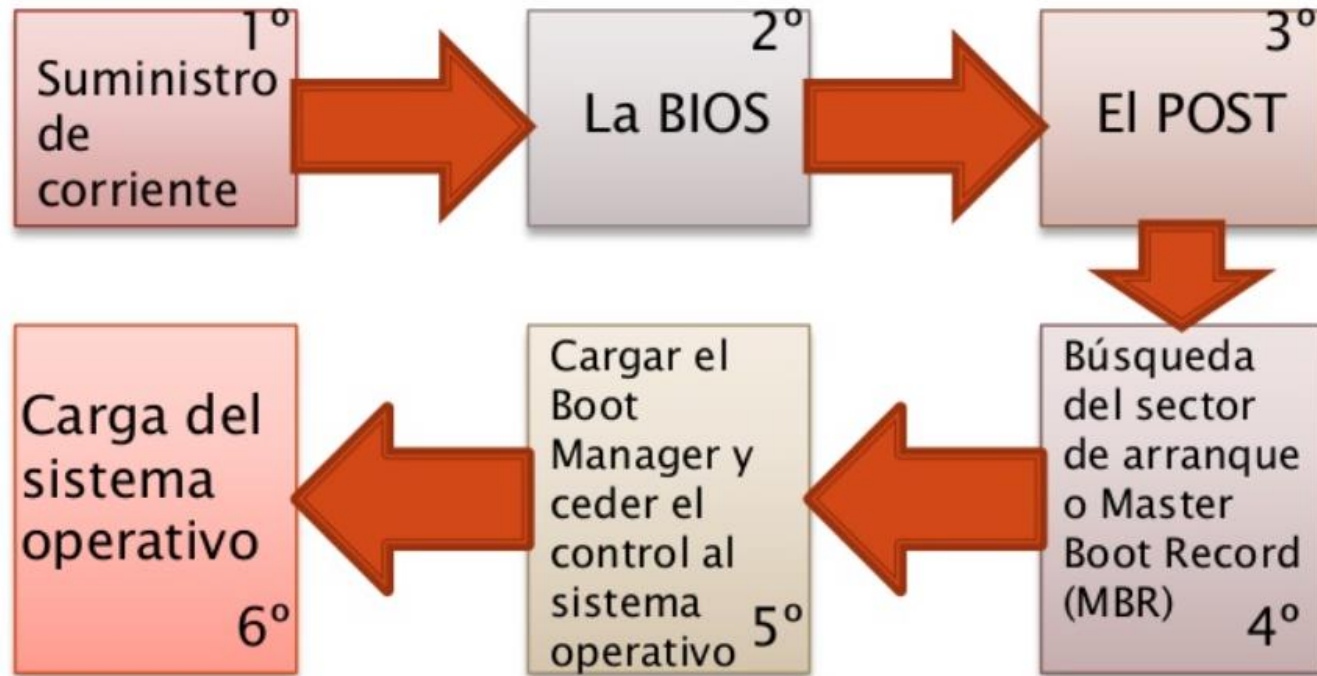 1º
Suministro
de
corriente
2º
La BIOS
3º
El POST
Búsqueda
del sector
de arranque
o Master
Boot Record
(MBR)
4º
Cargar el
Boot
Manager y
ceder el
control al
sistema
operativo
5º
Carga del
sistema
operativo
6º